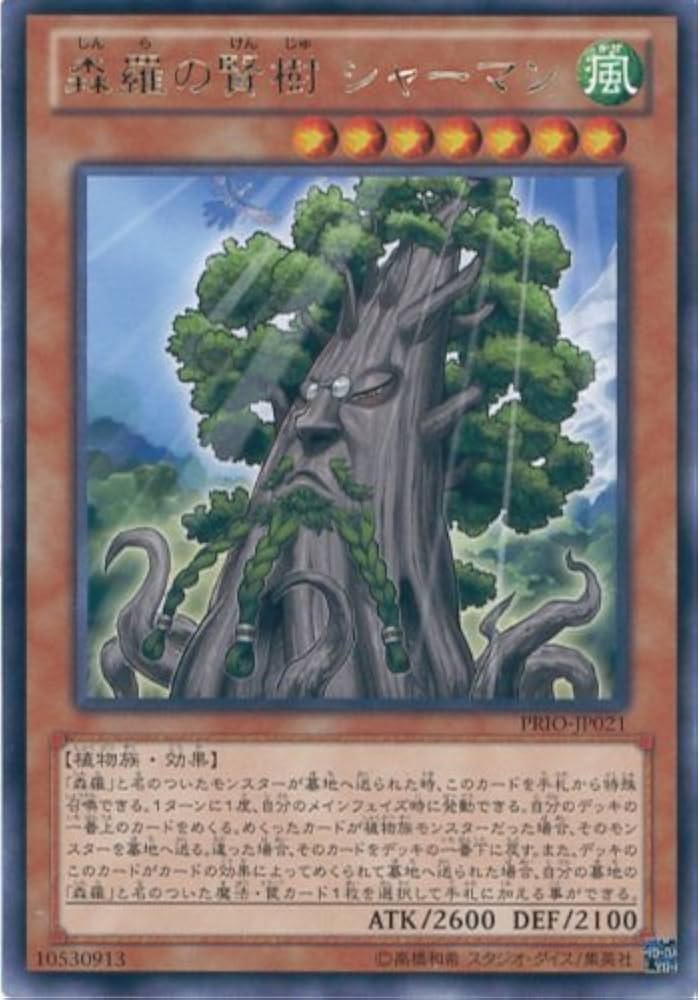 しん ら けん じゅ
森羅の賢樹 シャーマン 風
PRIO-JP021
【植物族・効果】
「森羅」と名のついたモンスターが墓地へ送られた時、このカードを手札から特殊
召喚できる。1ターンに1度、自分のメインフェイズ時に発動できる。自分のデッキの
一番上のカードをめくる。めくったカードが植物族モンスターだった場合、そのモン
スターを墓地へ送る。違った場合、そのカードをデッキの一番下に戻す。また、デッキの
このカードがカードの効果によってめくられて墓地へ送られた場合、自分の墓地の
「森羅」と名のついた魔法・罠カード1枚を選択して手札に加える事ができる。
ATK/2600 DEF/2100
10530913 ©高橋和希 スタジオ・ダイス/集英社